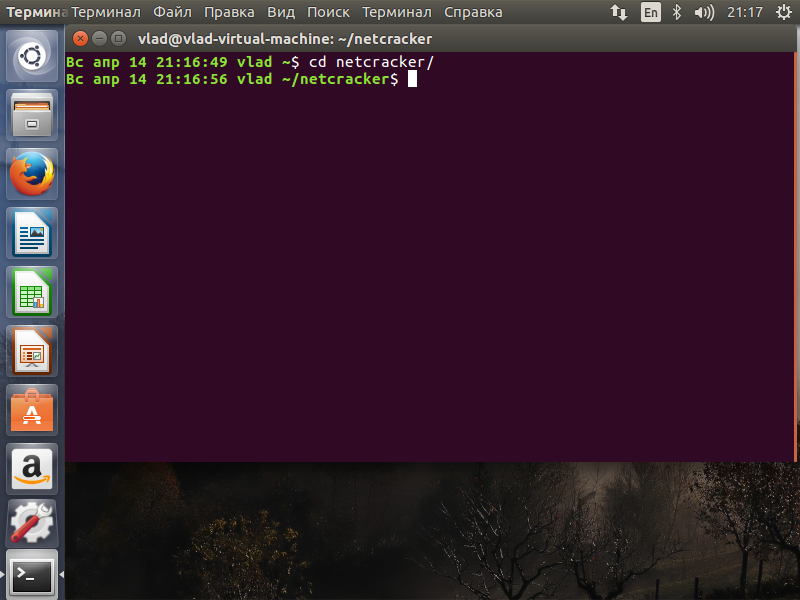 Термина Терминал Файл Правка Вид Поиск Терминал Справка En 21:17
vlad@vlad-virtual-machine: ~/netcracker
Вс апр 14 21:16:49 vlad ~$ cd netcracker/
Вс апр 14 21:16:56 vlad ~/netcracker$
A
a
>_